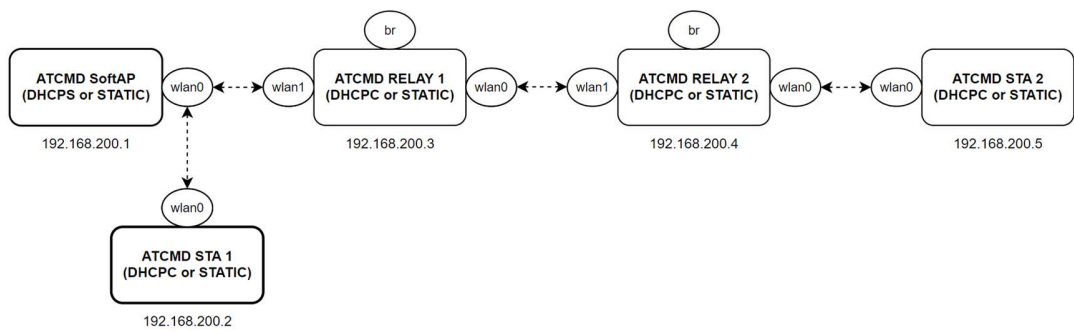 br
br
ATCMD SoftAP
(DHCPS or STATIC)
wlan0
wlan1
ATCMD RELAY 1
(DHCPC or STATIC)
wlan0
wlan1
ATCMD RELAY 2
(DHCPC or STATIC)
wlan0
wlan0
ATCMD STA 2
(DHCPC or STATIC)
192.168.200.1
192.168.200.3
192.168.200.4
192.168.200.5
wlan0
ATCMD STA 1
(DHCPC or STATIC)
192.168.200.2